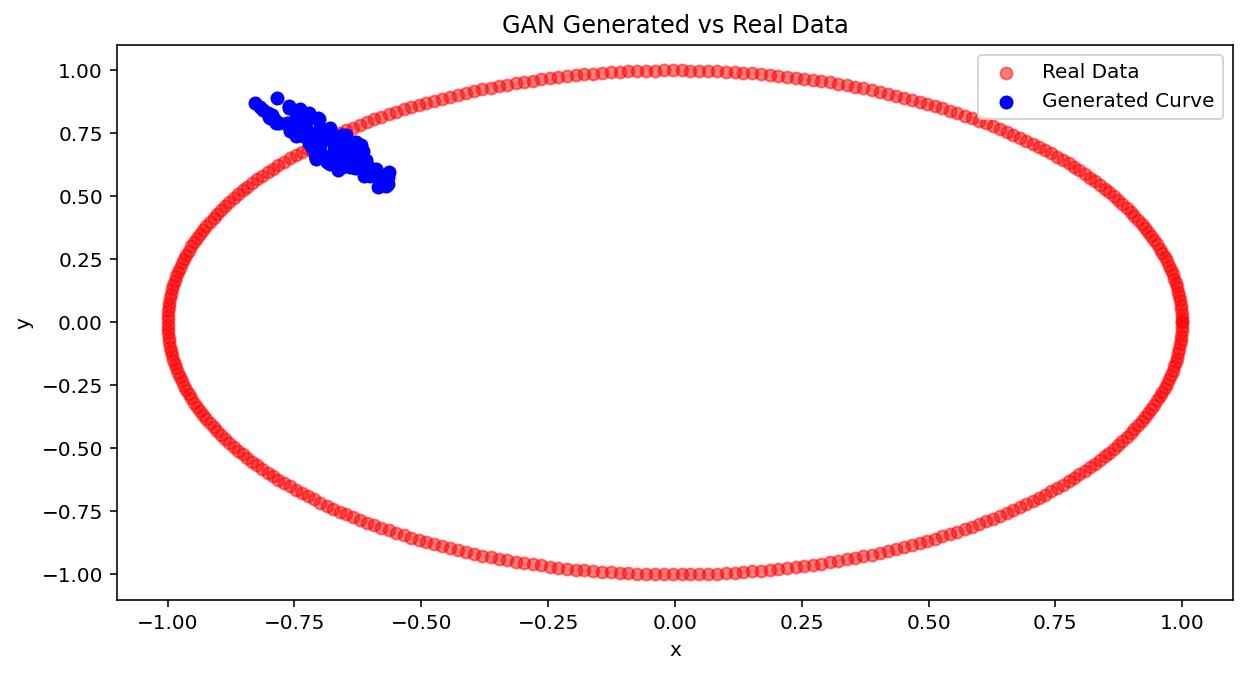 GAN Generated vs Real Data
Real Data
Generated Curve
1.00
0.75
0.50
0.25
0.00
−0.25
−0.50
−0.75
−1.00
y
−1.00 −0.75 −0.50 −0.25 0.00 0.25 0.50 0.75 1.00
x